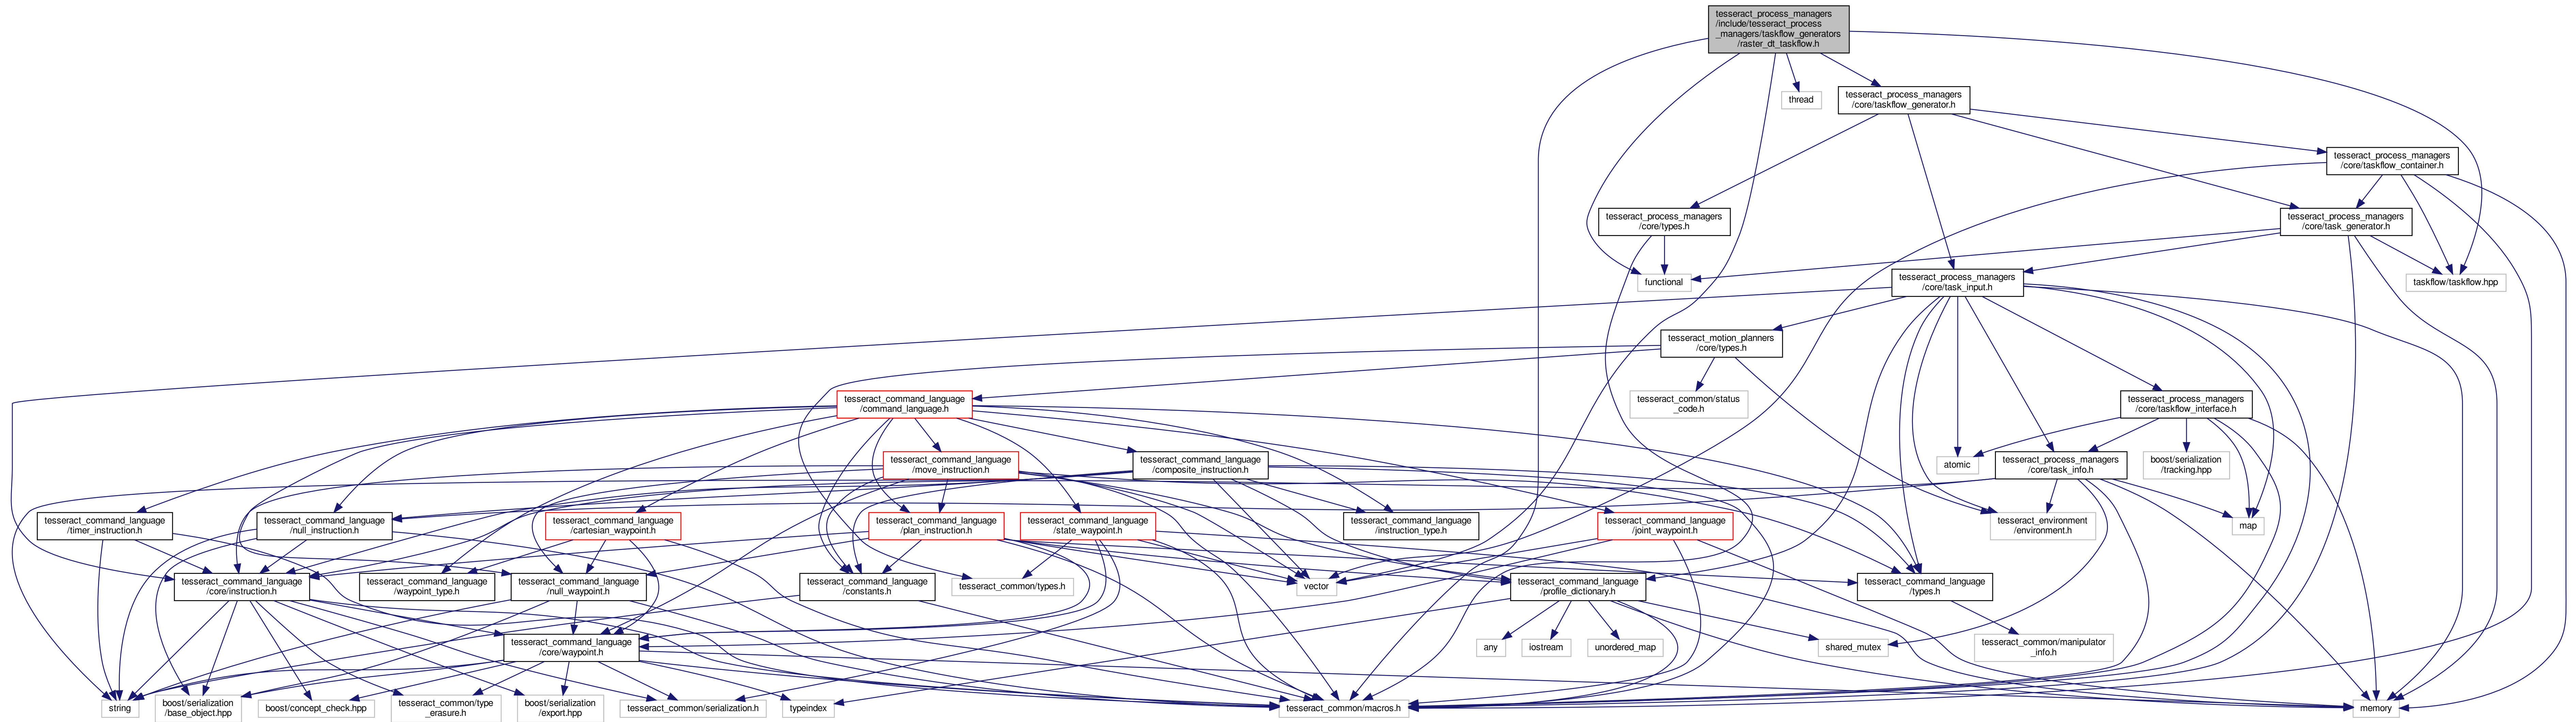 tesseract_process_managers
/include/tesseract_process
_managers/taskflow_generators
/raster_dt_taskflow.h
thread
tesseract_process_managers
/core/taskflow_generator.h
tesseract_process_managers
/core/taskflow_container.h
tesseract_process_managers
/core/types.h
tesseract_process_managers
/core/task_generator.h
functional
tesseract_process_managers
/core/task_input.h
taskflow/taskflow.hpp
tesseract_motion_planners
/core/types.h
tesseract_command_language
/command_language.h
tesseract_common/status
_code.h
tesseract_process_managers
/core/taskflow_interface.h
tesseract_command_language
/move_instruction.h
tesseract_command_language
/composite_instruction.h
atomic
tesseract_process_managers
/core/task_info.h
boost/serialization
/tracking.hpp
tesseract_command_language
/timer_instruction.h
tesseract_command_language
/null_instruction.h
tesseract_command_language
/cartesian_waypoint.h
tesseract_command_language
/plan_instruction.h
tesseract_command_language
/state_waypoint.h
tesseract_command_language
/instruction_type.h
tesseract_command_language
/joint_waypoint.h
tesseract_environment
/environment.h
map
tesseract_command_language
/core/instruction.h
tesseract_command_language
/waypoint_type.h
tesseract_command_language
/null_waypoint.h
tesseract_command_language
/constants.h
tesseract_common/types.h
vector
tesseract_command_language
/profile_dictionary.h
tesseract_command_language
/types.h
tesseract_command_language
/core/waypoint.h
any
iostream
unordered_map
shared_mutex
tesseract_common/manipulator
_info.h
string
boost/serialization
/base_object.hpp
boost/concept_check.hpp
tesseract_common/type
_erasure.h
boost/serialization
/export.hpp
tesseract_common/serialization.h
typeindex
tesseract_common/macros.h
memory